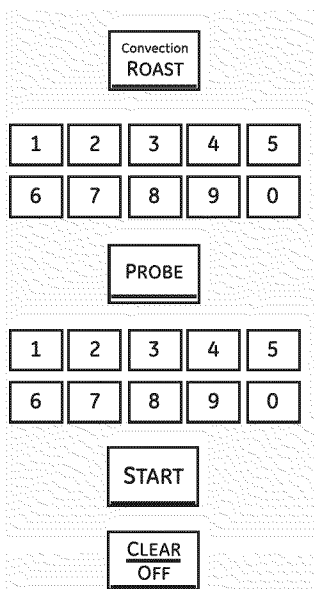 Convection
ROAST
1 2 3 4 5
6 7 8 9 0
PROBE
1 2 3 4 5
6 7 8 9 0
START
CLEAR
OFF